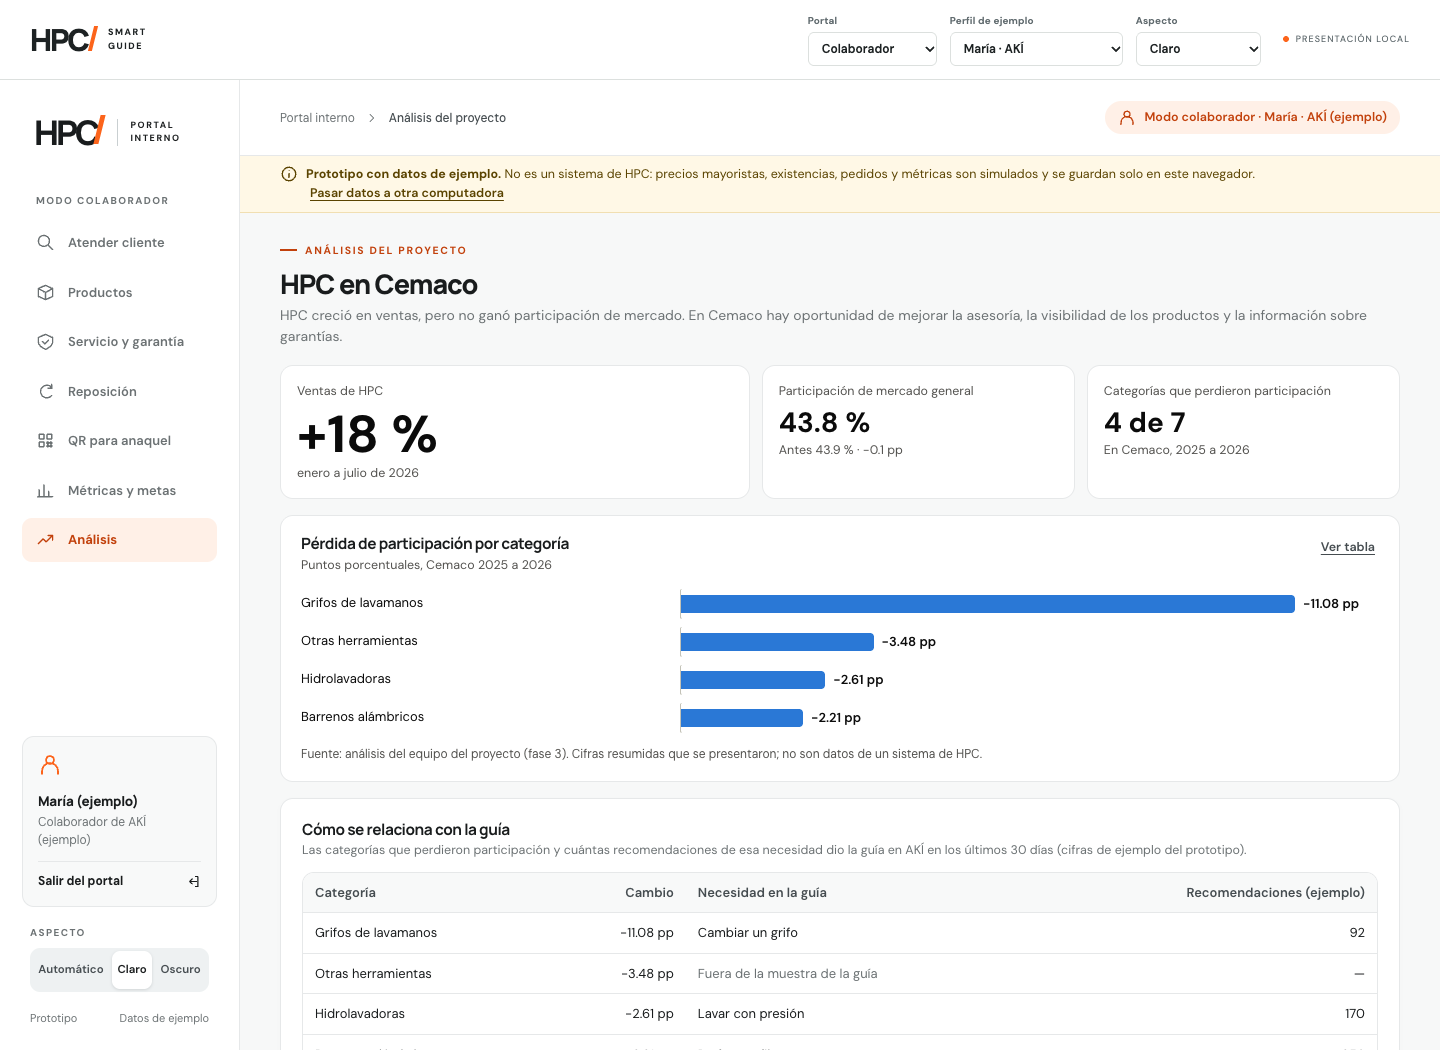 HPC/ SMART GUIDE
Portal
Colaborador
Perfil de ejemplo
María · AKÍ
Aspecto
Claro
PRESENTACIÓN LOCAL
HPC/ PORTAL INTERNO
MODO COLABORADOR
Atender cliente
Productos
Servicio y garantía
Reposición
QR para anaquel
Métricas y metas
Análisis
María (ejemplo)
Colaborador de AKÍ
(ejemplo)
Salir del portal
ASPECTO
Automático Claro Oscuro
Prototipo Datos de ejemplo
Portal interno > Análisis del proyecto
Modo colaborador · María · AKÍ (ejemplo)
Prototipo con datos de ejemplo. No es un sistema de HPC: precios mayoristas, existencias, pedidos y métricas son simulados y se guardan solo en este navegador.
Pasar datos a otra computadora
ANÁLISIS DEL PROYECTO
HPC en Cemaco
HPC creció en ventas, pero no ganó participación de mercado. En Cemaco hay oportunidad de mejorar la asesoría, la visibilidad de los productos y la información sobre
garantías.
Ventas de HPC
+18 %
enero a julio de 2026
Participación de mercado general
43.8 %
Antes 43.9 % · −0.1 pp
Categorías que perdieron participación
4 de 7
En Cemaco, 2025 a 2026
Pérdida de participación por categoría
Ver tabla
Puntos porcentuales, Cemaco 2025 a 2026
Grifos de lavamanos −11.08 pp
Otras herramientas −3.48 pp
Hidrolavadoras −2.61 pp
Barrenos alámbricos −2.21 pp
Fuente: análisis del equipo del proyecto (fase 3). Cifras resumidas que se presentaron; no son datos de un sistema de HPC.
Cómo se relaciona con la guía
Las categorías que perdieron participación y cuántas recomendaciones de esa necesidad dio la guía en AKÍ en los últimos 30 días (cifras de ejemplo del prototipo).
Categoría Cambio Necesidad en la guía Recomendaciones (ejemplo)
Grifos de lavamanos −11.08 pp Cambiar un grifo 92
Otras herramientas −3.48 pp Fuera de la muestra de la guía —
Hidrolavadoras −2.61 pp Lavar con presión 170